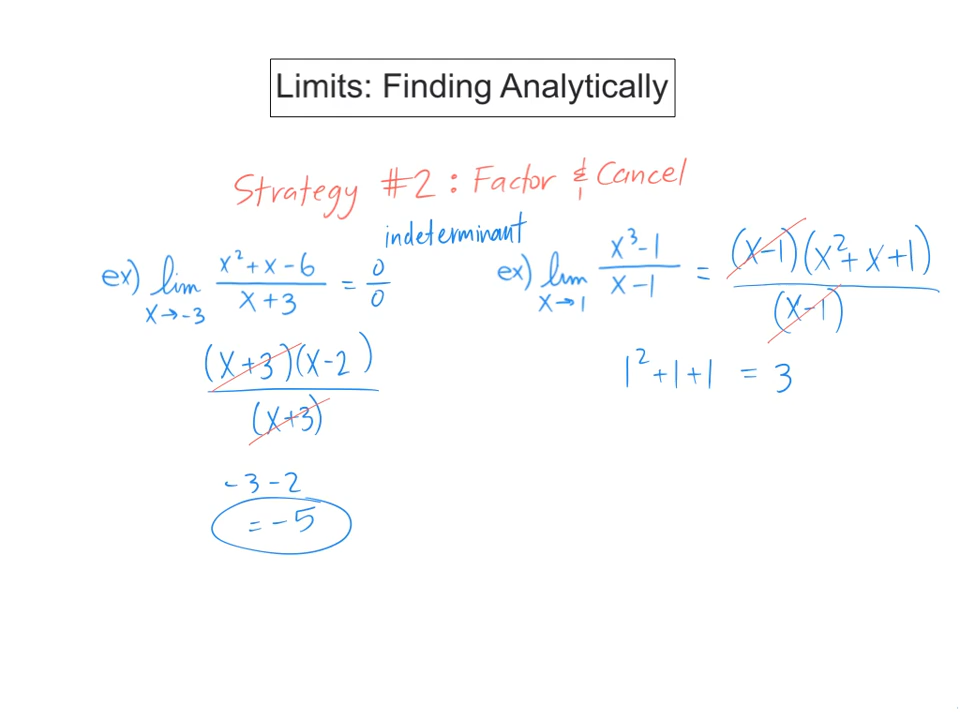 Limits: Finding Analytically
Strategy #2: Factor & Cancel
indeterminant
ex) lim x→-3 (x²+x-6)/(x+3) = 0/0
(x+3)(x-2)/(x+3)
-3-2
=-5
ex) lim x→1 (x³-1)/(x-1) = (x-1)(x²+x+1)/(x-1)
1²+1+1 = 3